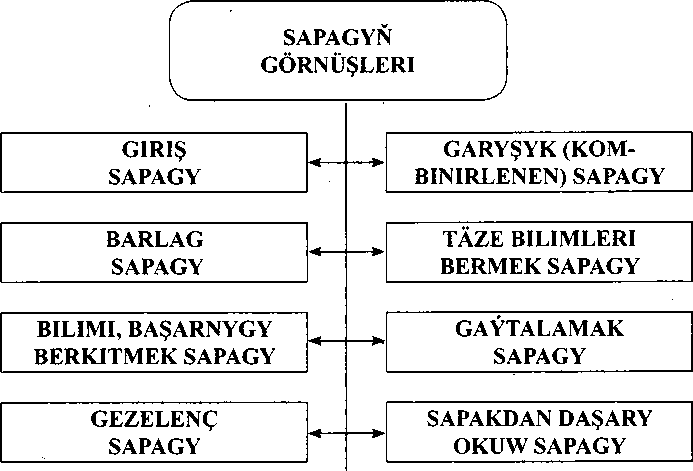 SAPAGYŇ
GÖRNÜŞLERI
GIRIŞ
SAPAGY
GARYŞYK (KOM-
BINIRLENEN) SAPAGY
BARLAG
SAPAGY
TÄZE BILIMLERI
BERMEK SAPAGY
BILIMI, BAŞARNYGY
BERKITMEK SAPAGY
GAÝTALAMAK
SAPAGY
GEZELENÇ
SAPAGY
SAPAKDAN DAŞARY
OKUW SAPAGY